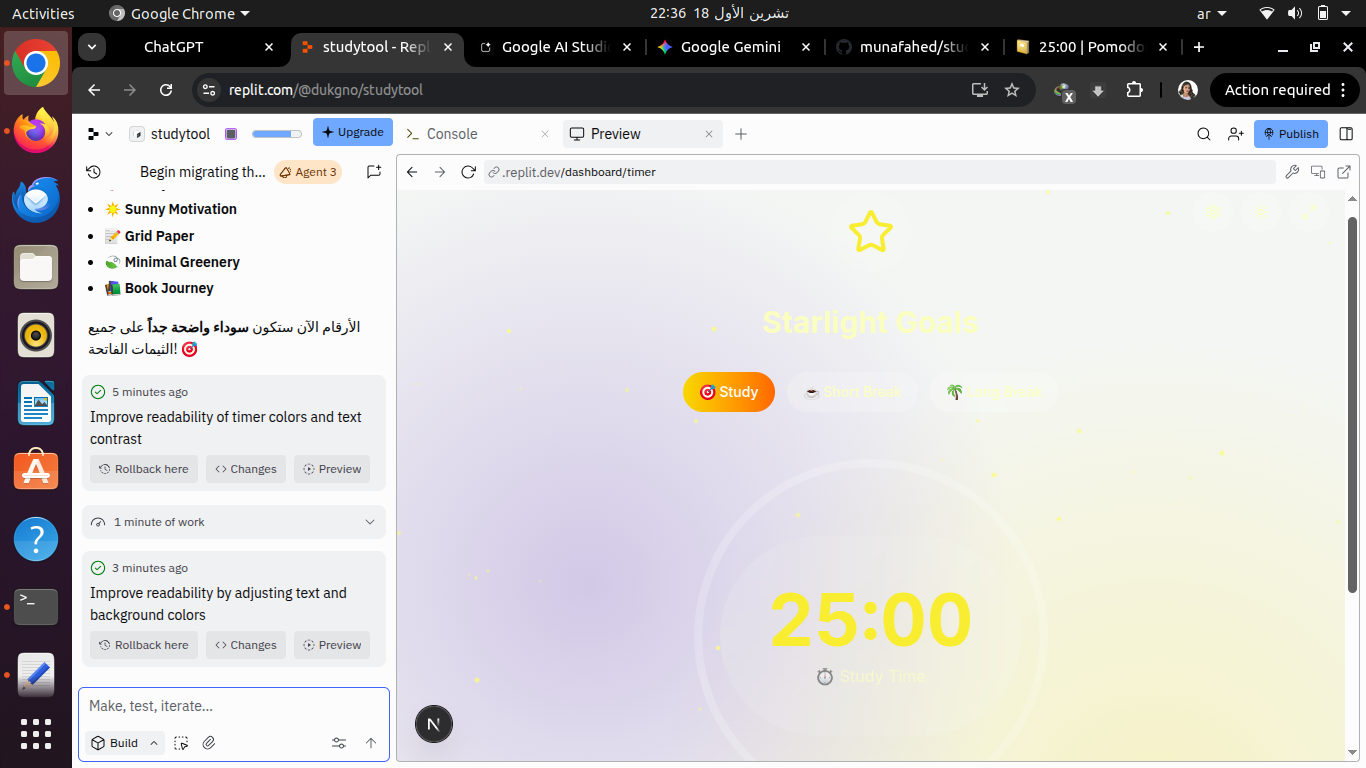 Activities
Google Chrome
22:36 18 تشرين الأول
ar
ChatGPT
studytool - Repl
Google AI Studi
Google Gemini
munafahed/stu
25:00 | Pomodo
replit.com/@dukgno/studytool
X
Action required
studytool
Upgrade
Console
Preview
Publish
Begin migrating th...
Agent 3
.replit.dev/dashboard/timer
Sunny Motivation
Grid Paper
Minimal Greenery
Book Journey
الأرقام الآن ستكون سوداء واضحة جداً على جميع
الثيمات الفاتحة!
5 minutes ago
Improve readability of timer colors and text
contrast
Rollback here
Changes
Preview
1 minute of work
3 minutes ago
Improve readability by adjusting text and
background colors
Rollback here
Changes
Preview
Make, test, iterate...
Build
Starlight Goals
Study
Short Break
Long Break
25:00
Study Time
N